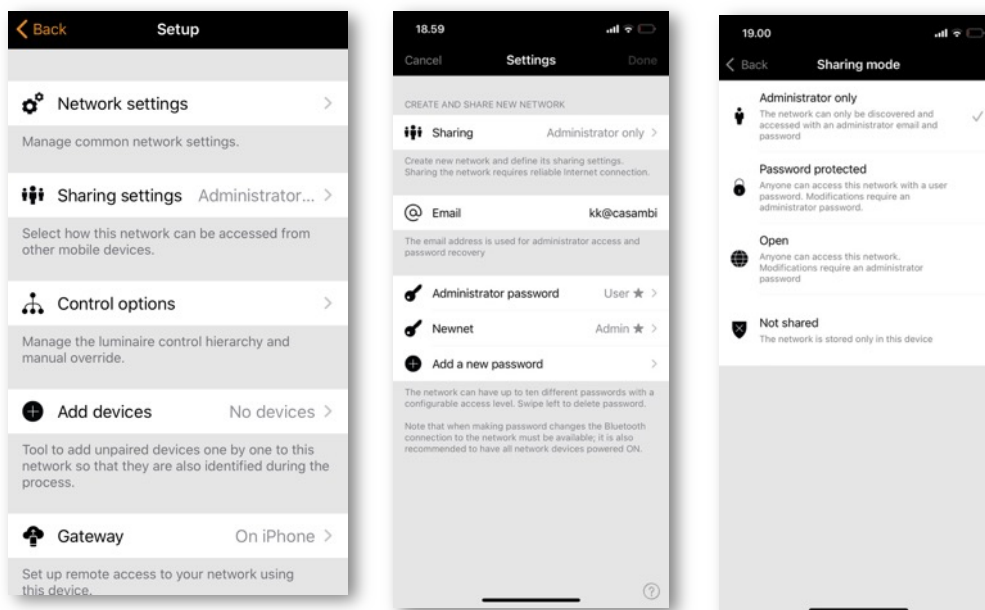 Back
Setup
Network settings
Manage common network settings.
Sharing settings Administrator...
Select how this network can be accessed from
other mobile devices.
Control options
Manage the luminaire control hierarchy and
manual override.
Add devices No devices
Tool to add unpaired devices one by one to this
network so that they are also identified during the
process.
Gateway On iPhone
Set up remote access to your network using
this device.
18.59
Cancel Settings Done
CREATE AND SHARE NEW NETWORK
Sharing Administrator only
Create new network and define its sharing settings.
Sharing the network requires reliable Internet connection.
Email kk@casambi
The email address is used for administrator access and
password recovery
Administrator password User ★
Newnet Admin ★
Add a new password
The network can have up to ten different passwords with a
configurable access level. Swipe left to delete password.
Note that when making password changes the Bluetooth
connection to the network must be available; it is also
recommended to have all network devices powered ON.
?
19.00
Back Sharing mode
Administrator only
The network can only be discovered and
accessed with an administrator email and
password
Password protected
Anyone can access this network with a user
password. Modifications require an
administrator password.
Open
Anyone can access this network.
Modifications require an administrator
password
Not shared
The network is stored only in this device